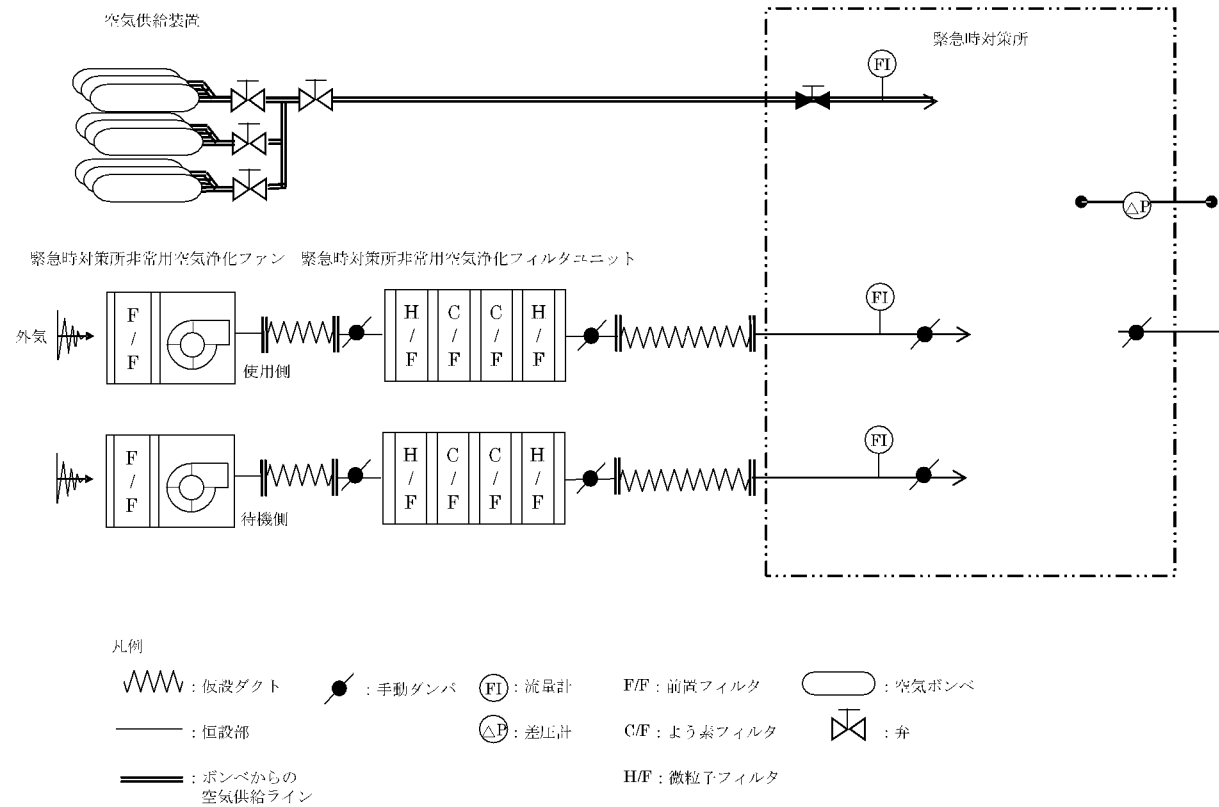 空気供給装置
緊急時対策所
FI
△P
緊急時対策所非常用空気浄化ファン 緊急時対策所非常用空気浄化フィルタユニット
外気
F/F
H/F
C/F
C/F
H/F
FI
使用側
F/F
H/F
C/F
C/F
H/F
FI
待機側
凡例
：仮設ダクト
：手動ダンパ
FI：流量計
F/F：前置フィルタ
：空気ボンベ
：恒設部
△P：差圧計
C/F：よう素フィルタ
：弁
：ボンベからの
空気供給ライン
H/F：微粒子フィルタ